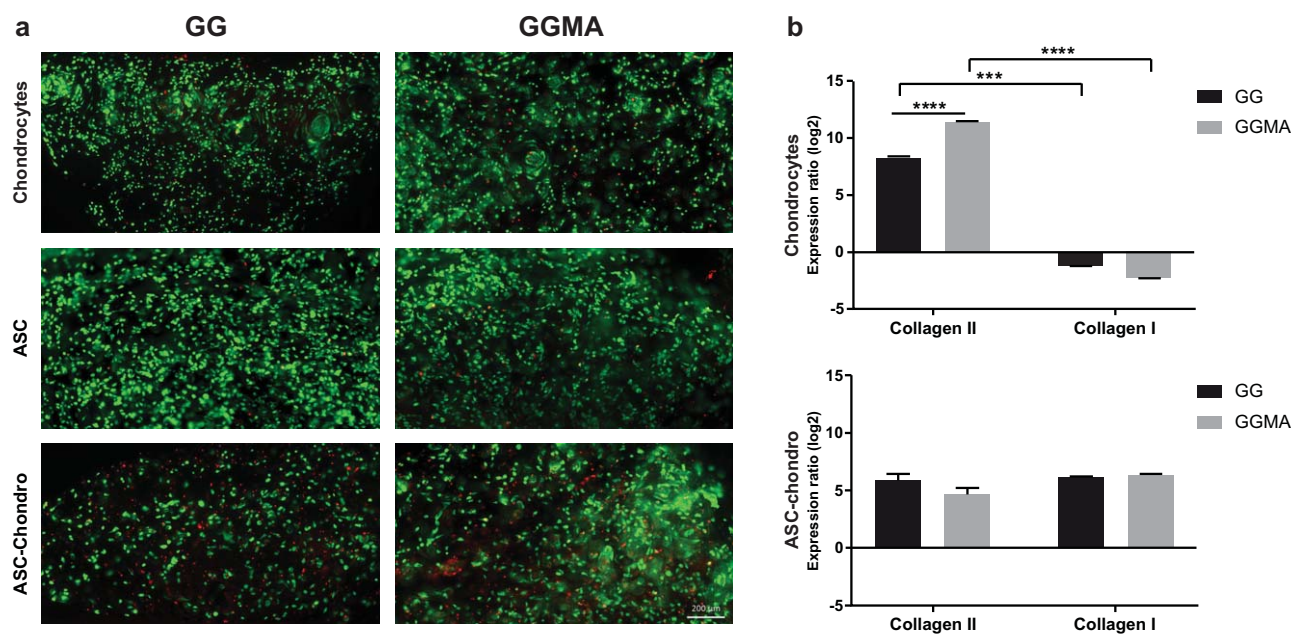 a
GG
GGMA
Chondrocytes
ASC
ASC-Chondro
200 µm
b
****
***
****
15
10
5
0
-5
Chondrocytes
Expression ratio (log2)
Collagen II
Collagen I
GG
GGMA
15
10
5
0
-5
ASC-chondro
Expression ratio (log2)
Collagen II
Collagen I
GG
GGMA